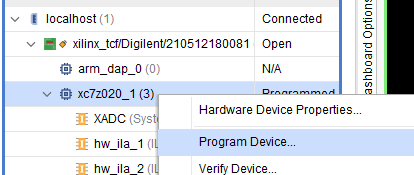 localhost (1) Connected
xilinx_tcf/Digilent/210512180081 Open
arm_dap_0 (0) N/A
xc7z020_1 (3) Programmed
XADC (Syste
hw_ila_1 (IL
hw_ila_2 (IL
Hardware Device Properties...
Program Device...
Verify Device...
ashboard Options